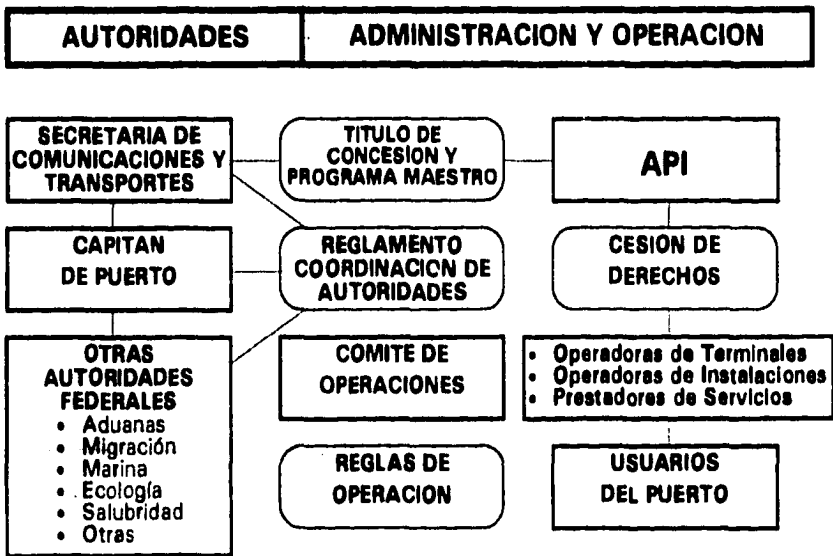 AUTORIDADES
ADMINISTRACION Y OPERACION
SECRETARIA DE
COMUNICACIONES Y
TRANSPORTES
TITULO DE
CONCESION Y
PROGRAMA MAESTRO
API
CAPITAN
DE PUERTO
REGLAMENTO
COORDINACION DE
AUTORIDADES
CESION DE
DERECHOS
OTRAS
AUTORIDADES
FEDERALES
• Aduanas
• Migración
• Marina
• Ecología
• Salubridad
• Otras
COMITE DE
OPERACIONES
• Operadoras de Terminales
• Operadoras de Instalaciones
• Prestadores de Servicios
REGLAS DE
OPERACION
USUARIOS
DEL PUERTO